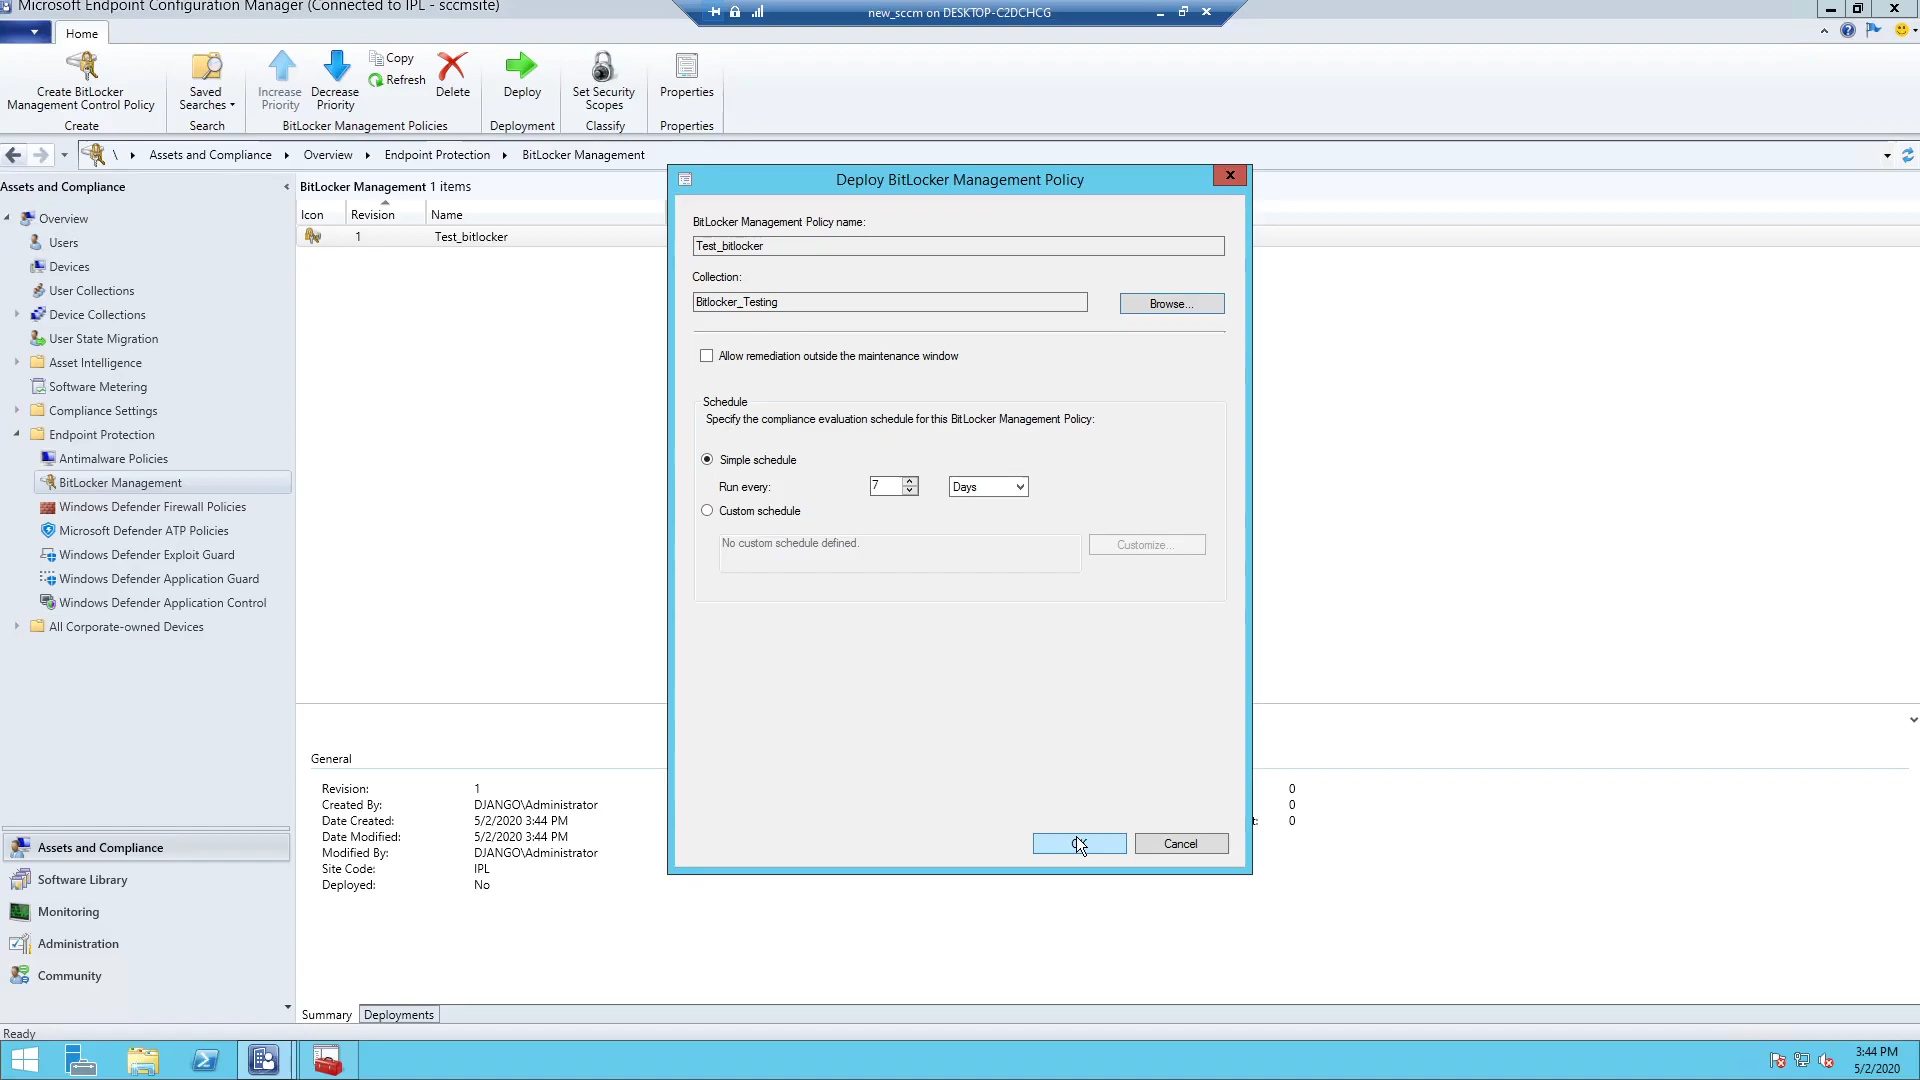 Microsoft Endpoint Configuration Manager (Connected to IPL - sccmsite)
new_sccm on DESKTOP-C2DCHCG
Home
Create BitLocker
Management Control Policy
Saved
Searches
Increase
Priority
Decrease
Priority
Copy
Refresh
Delete
Deploy
Set Security
Scopes
Properties
Create
Search
BitLocker Management Policies
Deployment
Classify
Properties
\ Assets and Compliance Overview Endpoint Protection BitLocker Management
Assets and Compliance
Overview
Users
Devices
User Collections
Device Collections
User State Migration
Asset Intelligence
Software Metering
Compliance Settings
Endpoint Protection
Antimalware Policies
BitLocker Management
Windows Defender Firewall Policies
Microsoft Defender ATP Policies
Windows Defender Exploit Guard
Windows Defender Application Guard
Windows Defender Application Control
All Corporate-owned Devices
Assets and Compliance
Software Library
Monitoring
Administration
Community
BitLocker Management 1 items
Icon Revision Name
1 Test_bitlocker
Deploy BitLocker Management Policy
BitLocker Management Policy name:
Test_bitlocker
Collection:
Bitlocker_Testing
Browse...
Allow remediation outside the maintenance window
Schedule
Specify the compliance evaluation schedule for this BitLocker Management Policy:
Simple schedule
Run every: 7 Days
Custom schedule
No custom schedule defined.
Customize...
Cancel
General
Revision: 1
Created By: DJANGO\Administrator
Date Created: 5/2/2020 3:44 PM
Date Modified: 5/2/2020 3:44 PM
Modified By: DJANGO\Administrator
Site Code: IPL
Deployed: No
0
0
t: 0
Summary Deployments
Ready
3:44 PM
5/2/2020